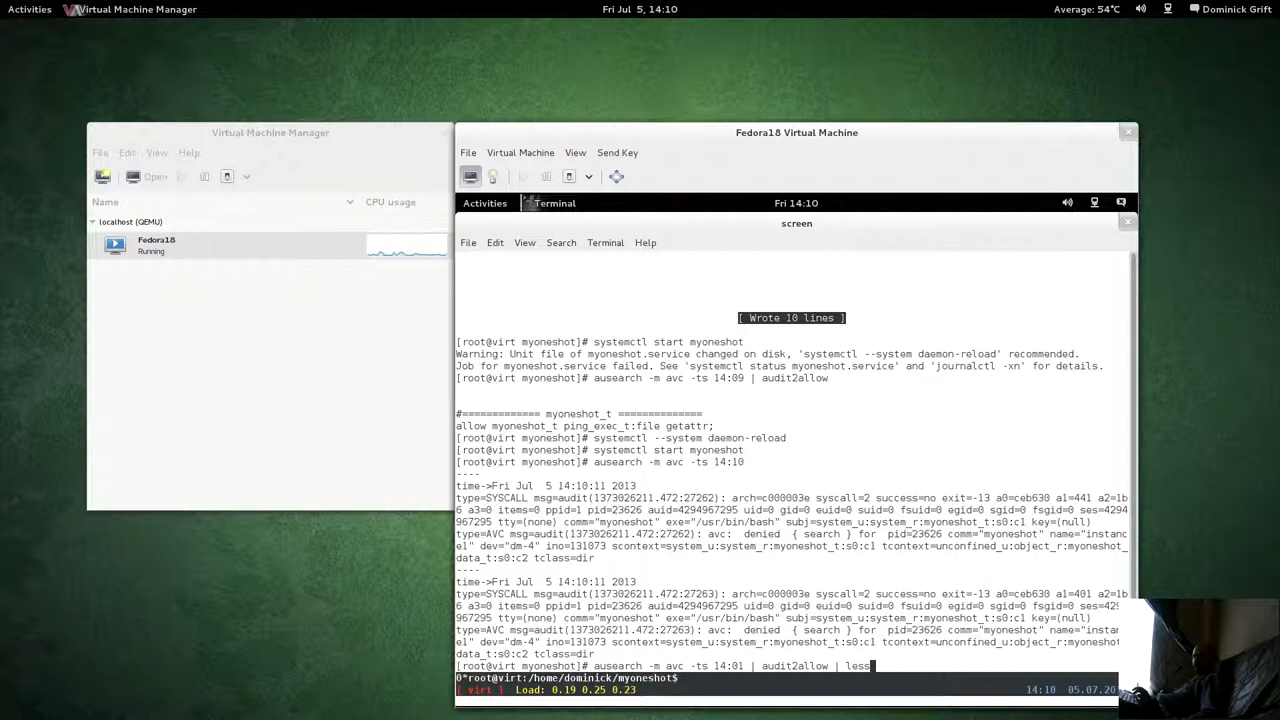 Activities Virtual Machine Manager Fri Jul 5, 14:10 Average: 54°C Dominick Grift
Virtual Machine Manager
File Edit View Help
Open
Name CPU usage
localhost (QEMU)
Fedora18
Running
Fedora18 Virtual Machine
File Virtual Machine View Send Key
Activities Terminal Fri 14:10
screen
File Edit View Search Terminal Help
[ Wrote 10 lines ]
[root@virt myoneshot]# systemctl start myoneshot
Warning: Unit file of myoneshot.service changed on disk, 'systemctl --system daemon-reload' recommended.
Job for myoneshot.service failed. See 'systemctl status myoneshot.service' and 'journalctl -xn' for details.
[root@virt myoneshot]# ausearch -m avc -ts 14:09 | audit2allow
#============= myoneshot_t ==============
allow myoneshot_t ping_exec_t:file getattr;
[root@virt myoneshot]# systemctl --system daemon-reload
[root@virt myoneshot]# systemctl start myoneshot
[root@virt myoneshot]# ausearch -m avc -ts 14:10
----
time->Fri Jul  5 14:10:11 2013
type=SYSCALL msg=audit(1373026211.472:27262): arch=c000003e syscall=2 success=no exit=-13 a0=ceb630 a1=441 a2=1b
6 a3=0 items=0 ppid=1 pid=23626 auid=4294967295 uid=0 gid=0 euid=0 suid=0 fsuid=0 egid=0 sgid=0 fsgid=0 ses=4294
967295 tty=(none) comm="myoneshot" exe="/usr/bin/bash" subj=system_u:system_r:myoneshot_t:s0:c1 key=(null)
type=AVC msg=audit(1373026211.472:27262): avc:  denied  { search } for  pid=23626 comm="myoneshot" name="instanc
e1" dev="dm-4" ino=131073 scontext=system_u:system_r:myoneshot_t:s0:c1 tcontext=unconfined_u:object_r:myoneshot_
data_t:s0:c2 tclass=dir
----
time->Fri Jul  5 14:10:11 2013
type=SYSCALL msg=audit(1373026211.472:27263): arch=c000003e syscall=2 success=no exit=-13 a0=ceb630 a1=401 a2=1b
6 a3=0 items=0 ppid=1 pid=23626 auid=4294967295 uid=0 gid=0 euid=0 suid=0 fsuid=0 egid=0 sgid=0 fsgid=0 ses=429
967295 tty=(none) comm="myoneshot" exe="/usr/bin/bash" subj=system_u:system_r:myoneshot_t:s0:c1 key=(null)
type=AVC msg=audit(1373026211.472:27263): avc:  denied  { search } for  pid=23626 comm="myoneshot" name="instan
e1" dev="dm-4" ino=131073 scontext=system_u:system_r:myoneshot_t:s0:c1 tcontext=unconfined_u:object_r:myoneshot
data_t:s0:c2 tclass=dir
[root@virt myoneshot]# ausearch -m avc -ts 14:01 | audit2allow | less
0*root@virt:/home/dominick/myoneshot$
[ virt ] Load: 0.19 0.25 0.23 14:10 05.07.20